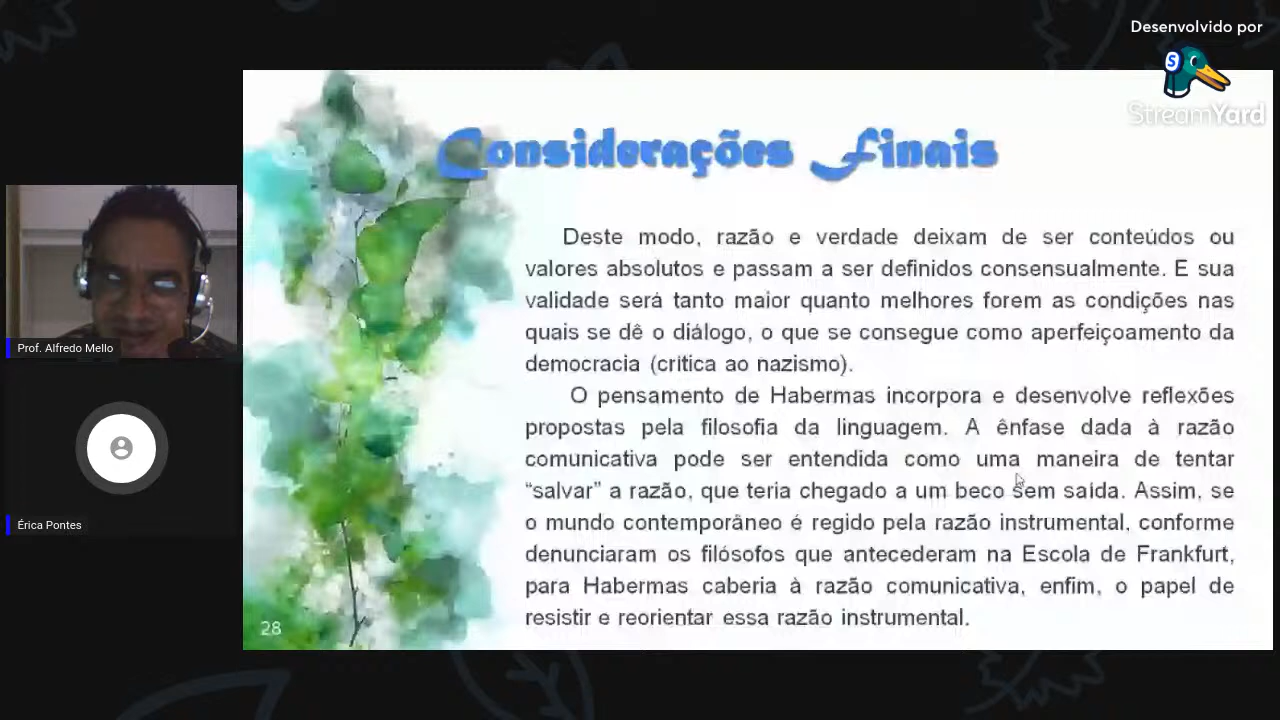 Desenvolvido por
S
StreamYard
Considerações Finais
Deste modo, razão e verdade deixam de ser conteúdos ou
valores absolutos e passam a ser definidos consensualmente. E sua
validade será tanto maior quanto melhores forem as condições nas
quais se dê o diálogo, o que se consegue como aperfeiçoamento da
democracia (critica ao nazismo).
O pensamento de Habermas incorpora e desenvolve reflexões
propostas pela filosofia da linguagem. A ênfase dada à razão
comunicativa pode ser entendida como uma maneira de tentar
“salvar” a razão, que teria chegado a um beco sem saída. Assim, se
o mundo contemporâneo é regido pela razão instrumental, conforme
denunciaram os filósofos que antecederam na Escola de Frankfurt,
para Habermas caberia à razão comunicativa, enfim, o papel de
resistir e reorientar essa razão instrumental.
28
Prof. Alfredo Mello
Érica Pontes